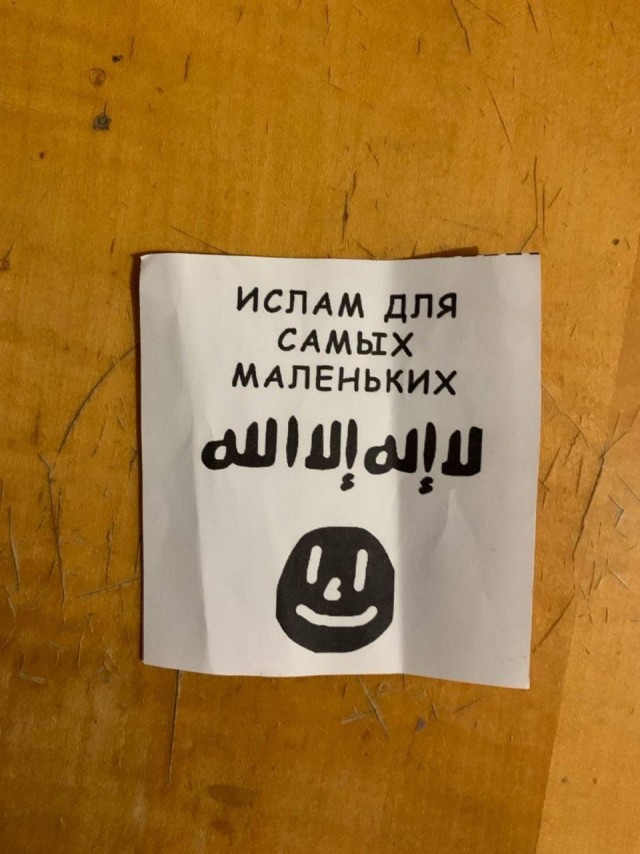 ИСЛАМ ДЛЯ
САМЫХ
МАЛЕНЬКИХ
لا إله إلا الله